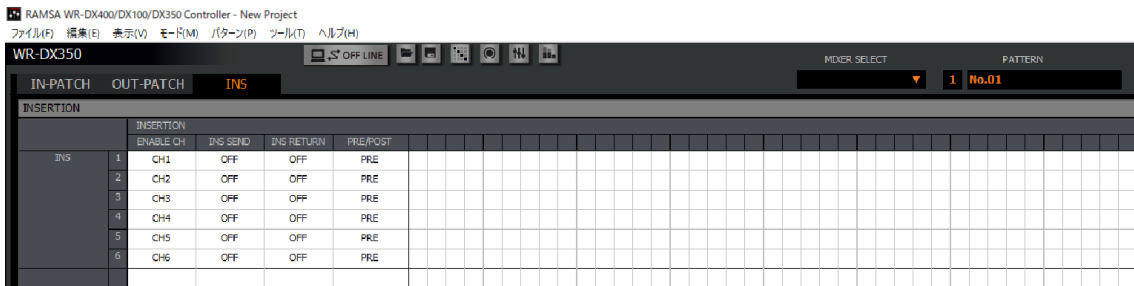 RAMSA WR-DX400/DX100/DX350 Controller - New Project
ファイル(F) 編集(E) 表示(V) モード(M) パターン(P) ツール(T) ヘルプ(H)
WR-DX350 OFF LINE MIXER SELECT PATTERN
IN-PATCH OUT-PATCH INS 1 No.01
INSERTION
INSERTION
ENABLE CH INS SEND INS RETURN PRE/POST
INS 1 CH1 OFF OFF PRE
2 CH2 OFF OFF PRE
3 CH3 OFF OFF PRE
4 CH4 OFF OFF PRE
5 CH5 OFF OFF PRE
6 CH6 OFF OFF PRE